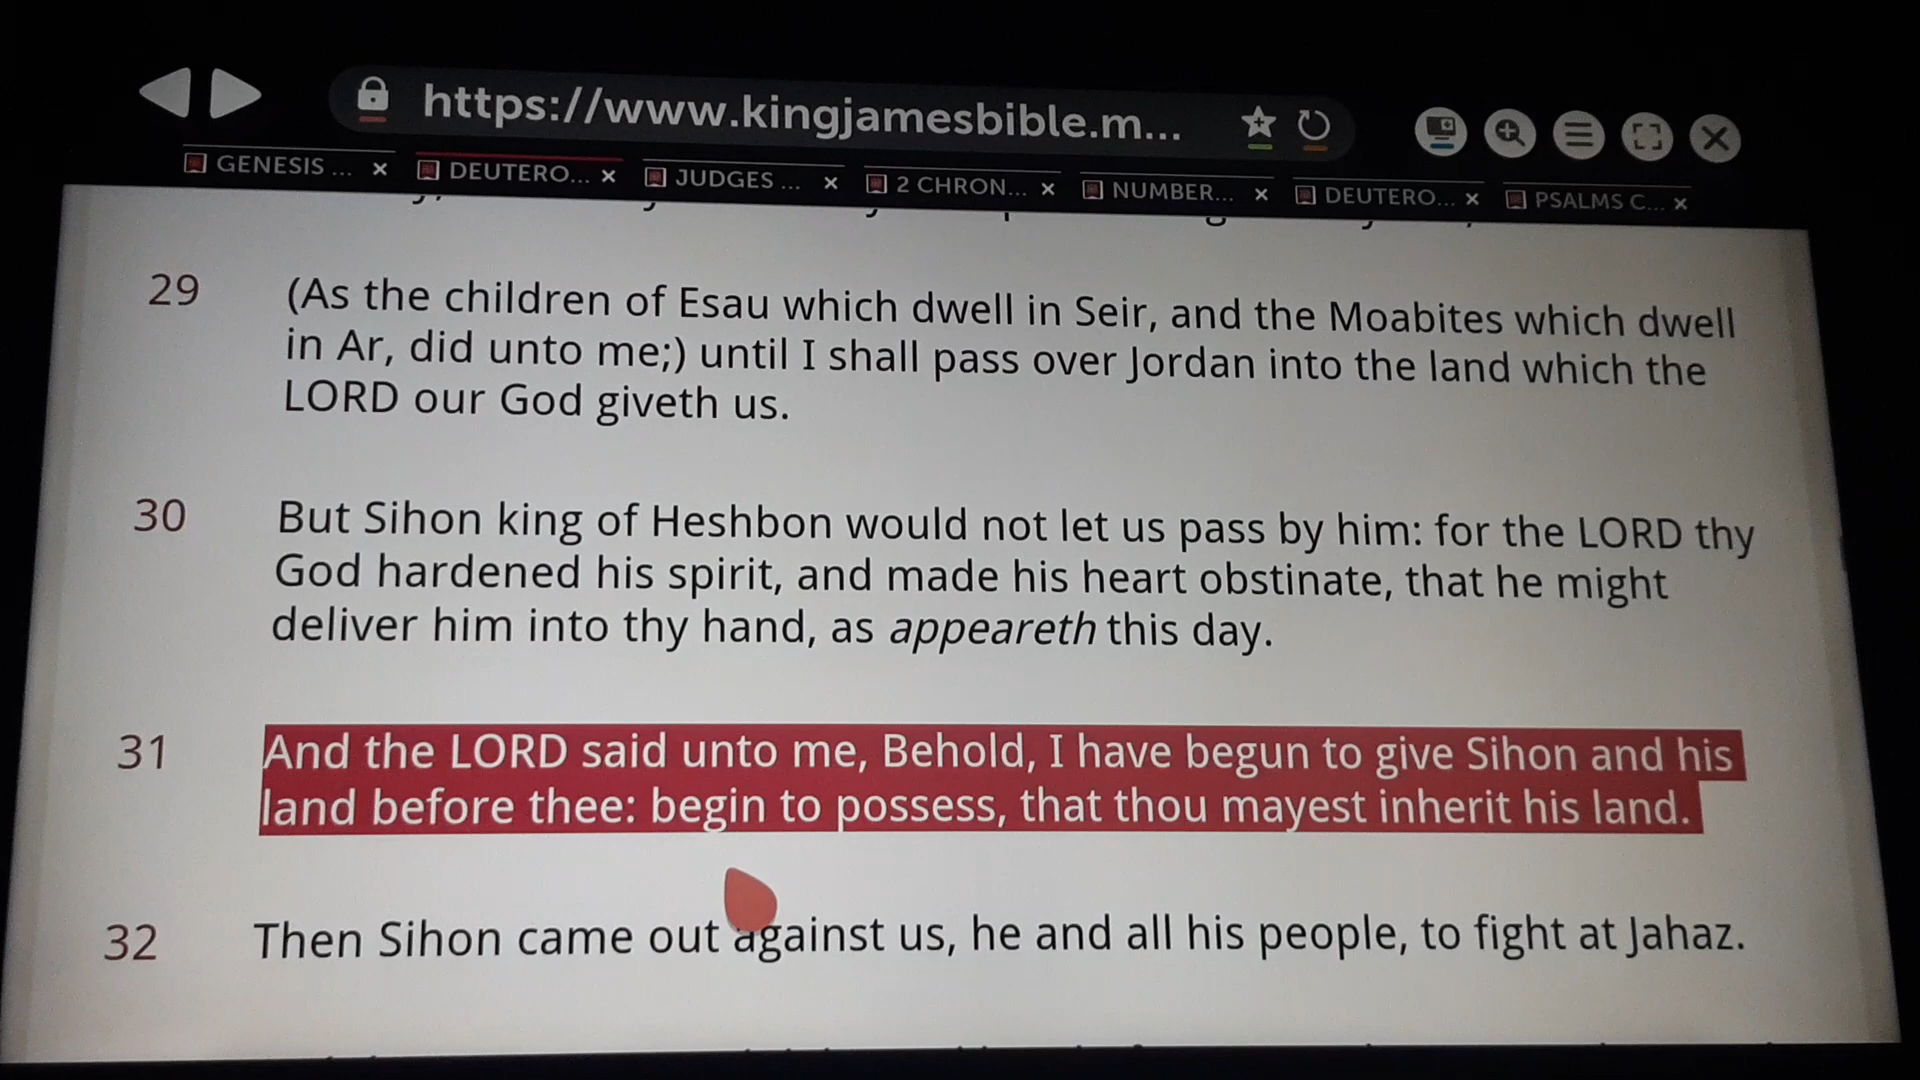 https://www.kingjamesbible.m...
GENESIS ... × DEUTERO... × JUDGES ... × 2 CHRON... × NUMBER... × DEUTERO... × PSALMS C... ×
29 (As the children of Esau which dwell in Seir, and the Moabites which dwell
in Ar, did unto me;) until I shall pass over Jordan into the land which the
LORD our God giveth us.
30 But Sihon king of Heshbon would not let us pass by him: for the LORD thy
God hardened his spirit, and made his heart obstinate, that he might
deliver him into thy hand, as appeareth this day.
31 And the LORD said unto me, Behold, I have begun to give Sihon and his
land before thee: begin to possess, that thou mayest inherit his land.
32 Then Sihon came out against us, he and all his people, to fight at Jahaz.